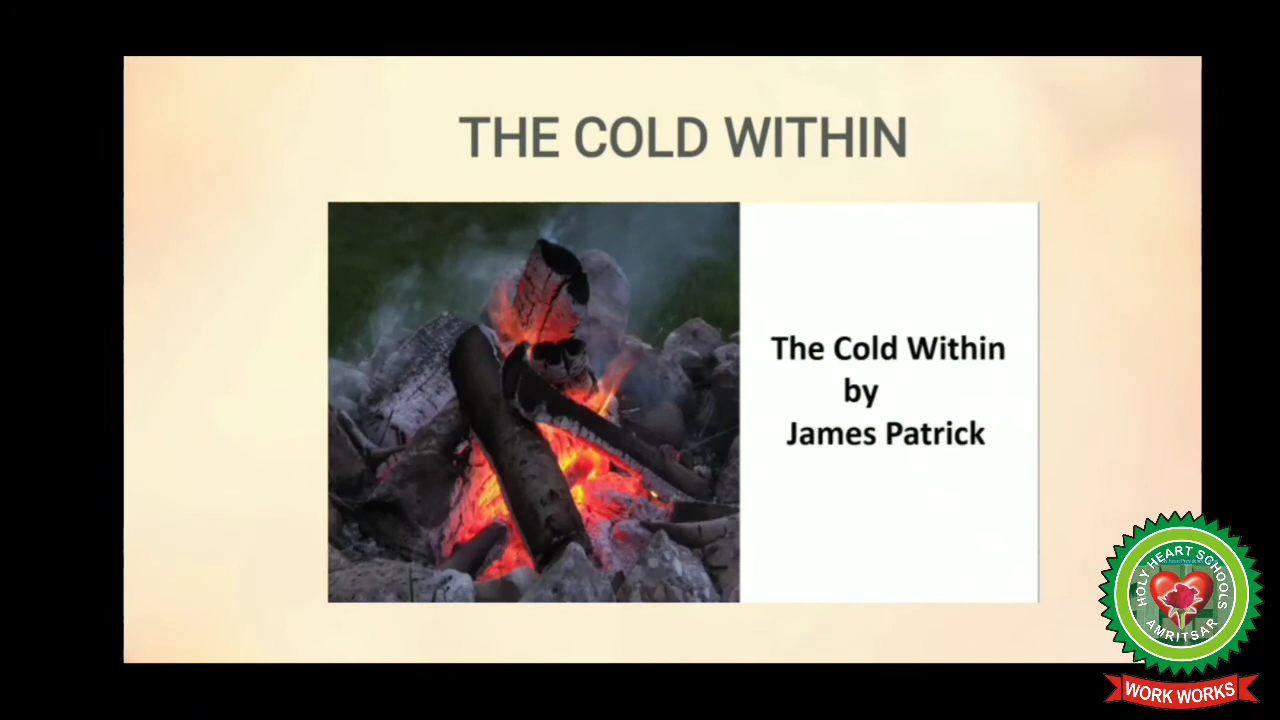 THE COLD WITHIN
The Cold Within
by
James Patrick
HOLY HEART SCHOOLS
AMRITSAR
WORK WORKS